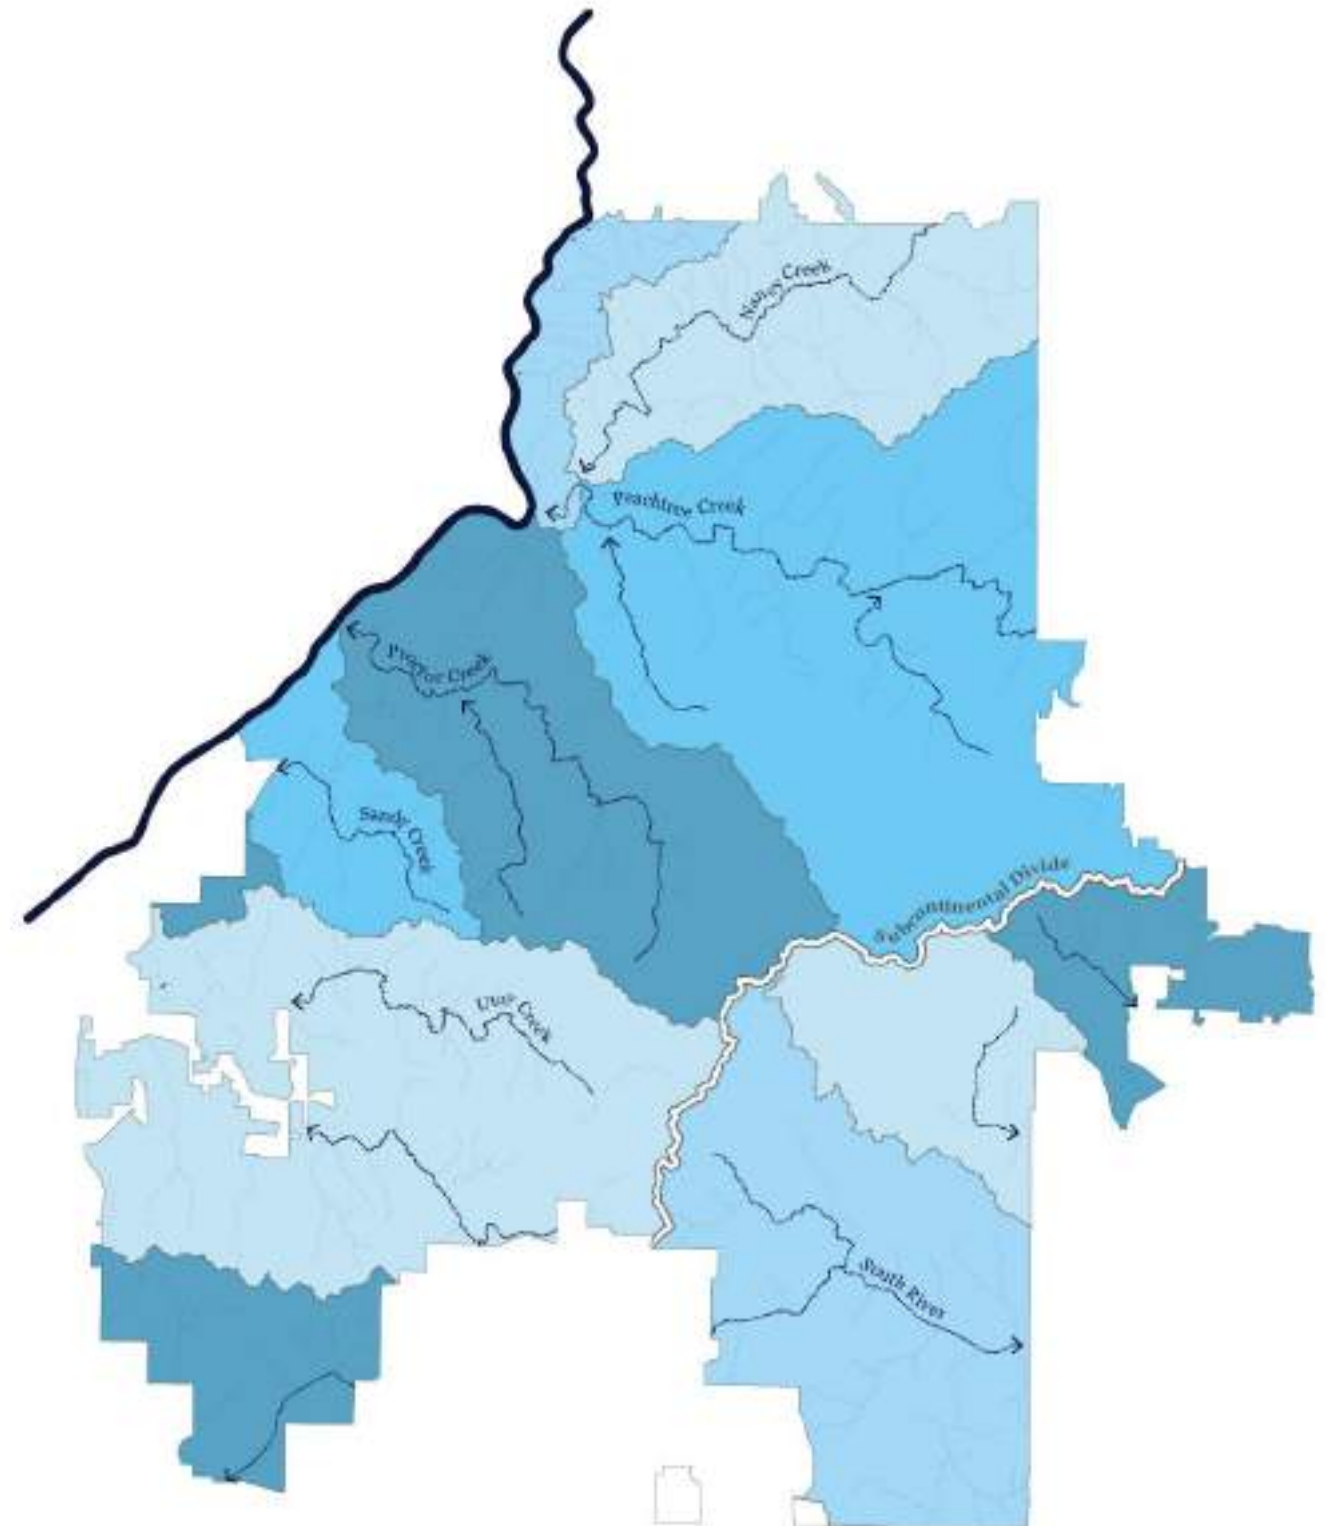 Nancy Creek
Peachtree Creek
Proctor Creek
Sandy Creek
Subcontinental Divide
Utoy Creek
South River